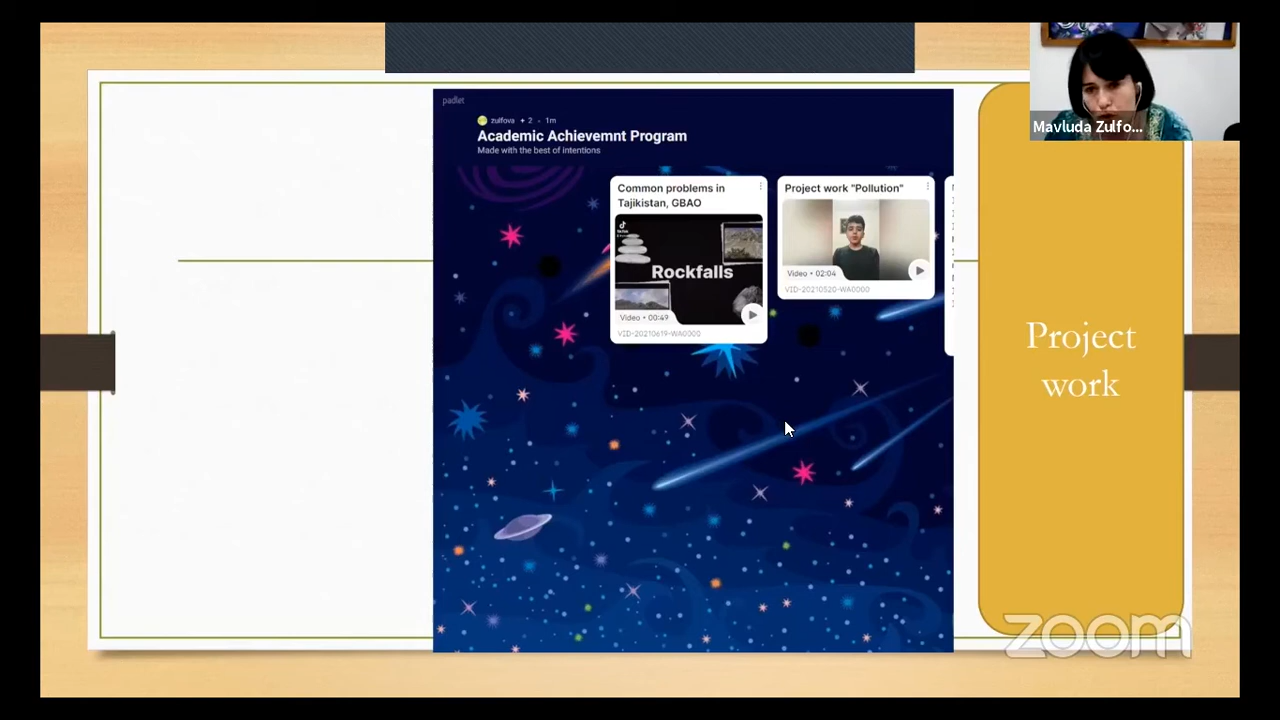 padlet
zulfova + 2 • 1m
Academic Achievemnt Program
Made with the best of intentions
Common problems in
Tajikistan, GBAO
TikTok
Rockfalls
Video • 00:49
VID-20210619-WA0000
Project work "Pollution"
Video • 02:04
VID-20210520-WA0000
Project
work
Mavluda Zulfo...
zoom